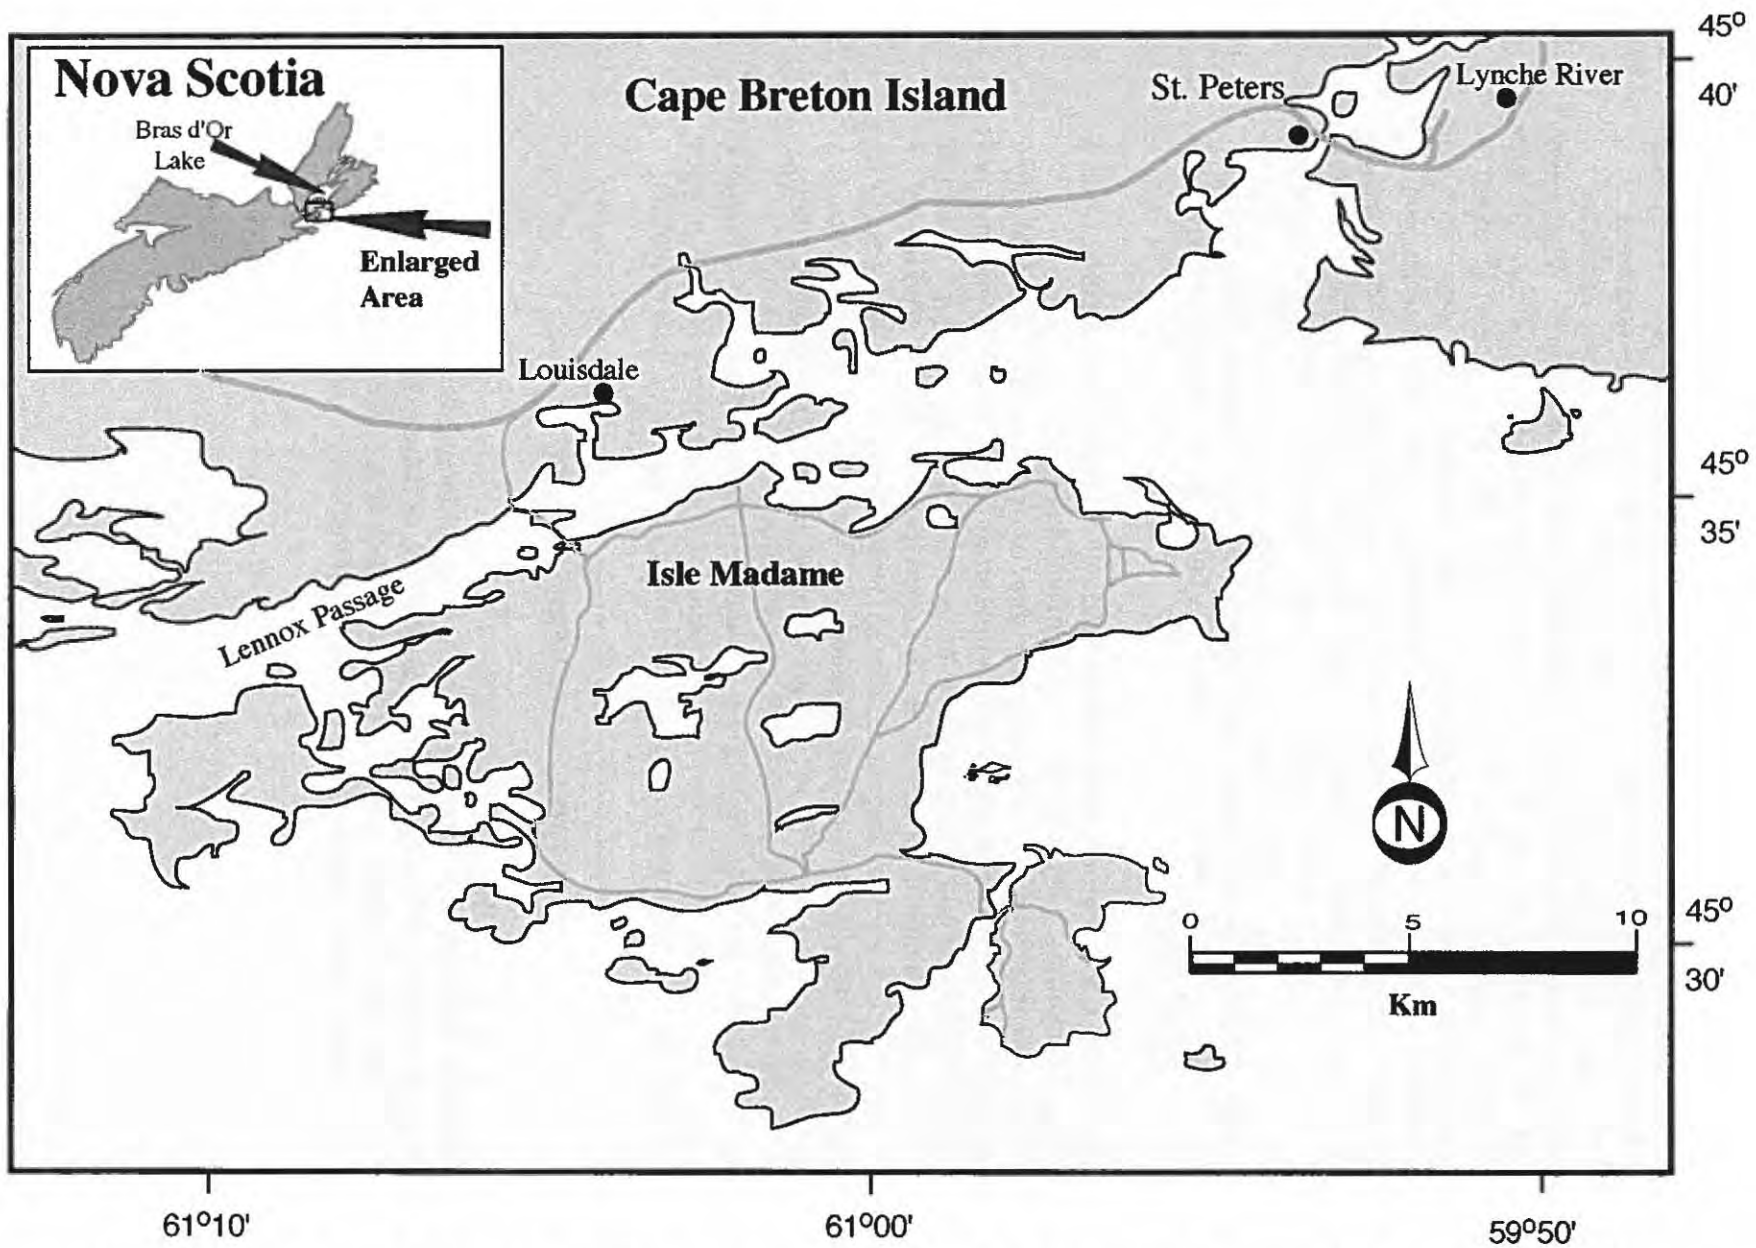 Nova Scotia
Bras d'Or
Lake
Enlarged
Area
Cape Breton Island
St. Peters
Lynche River
45º
40'
Louisdale
45º
35'
Isle Madame
Lennox Passage
N
0 5 10
Km
45º
30'
61º10'
61º00'
59º50'